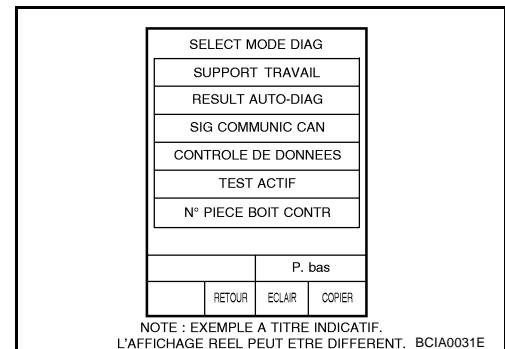 SELECT MODE DIAG
SUPPORT TRAVAIL
RESULT AUTO-DIAG
SIG COMMUNIC CAN
CONTROLE DE DONNEES
TEST ACTIF
N° PIECE BOIT CONTR
P. bas
RETOUR ECLAIR COPIER
NOTE : EXEMPLE A TITRE INDICATIF.
L'AFFICHAGE REEL PEUT ETRE DIFFERENT. BCIA0031E